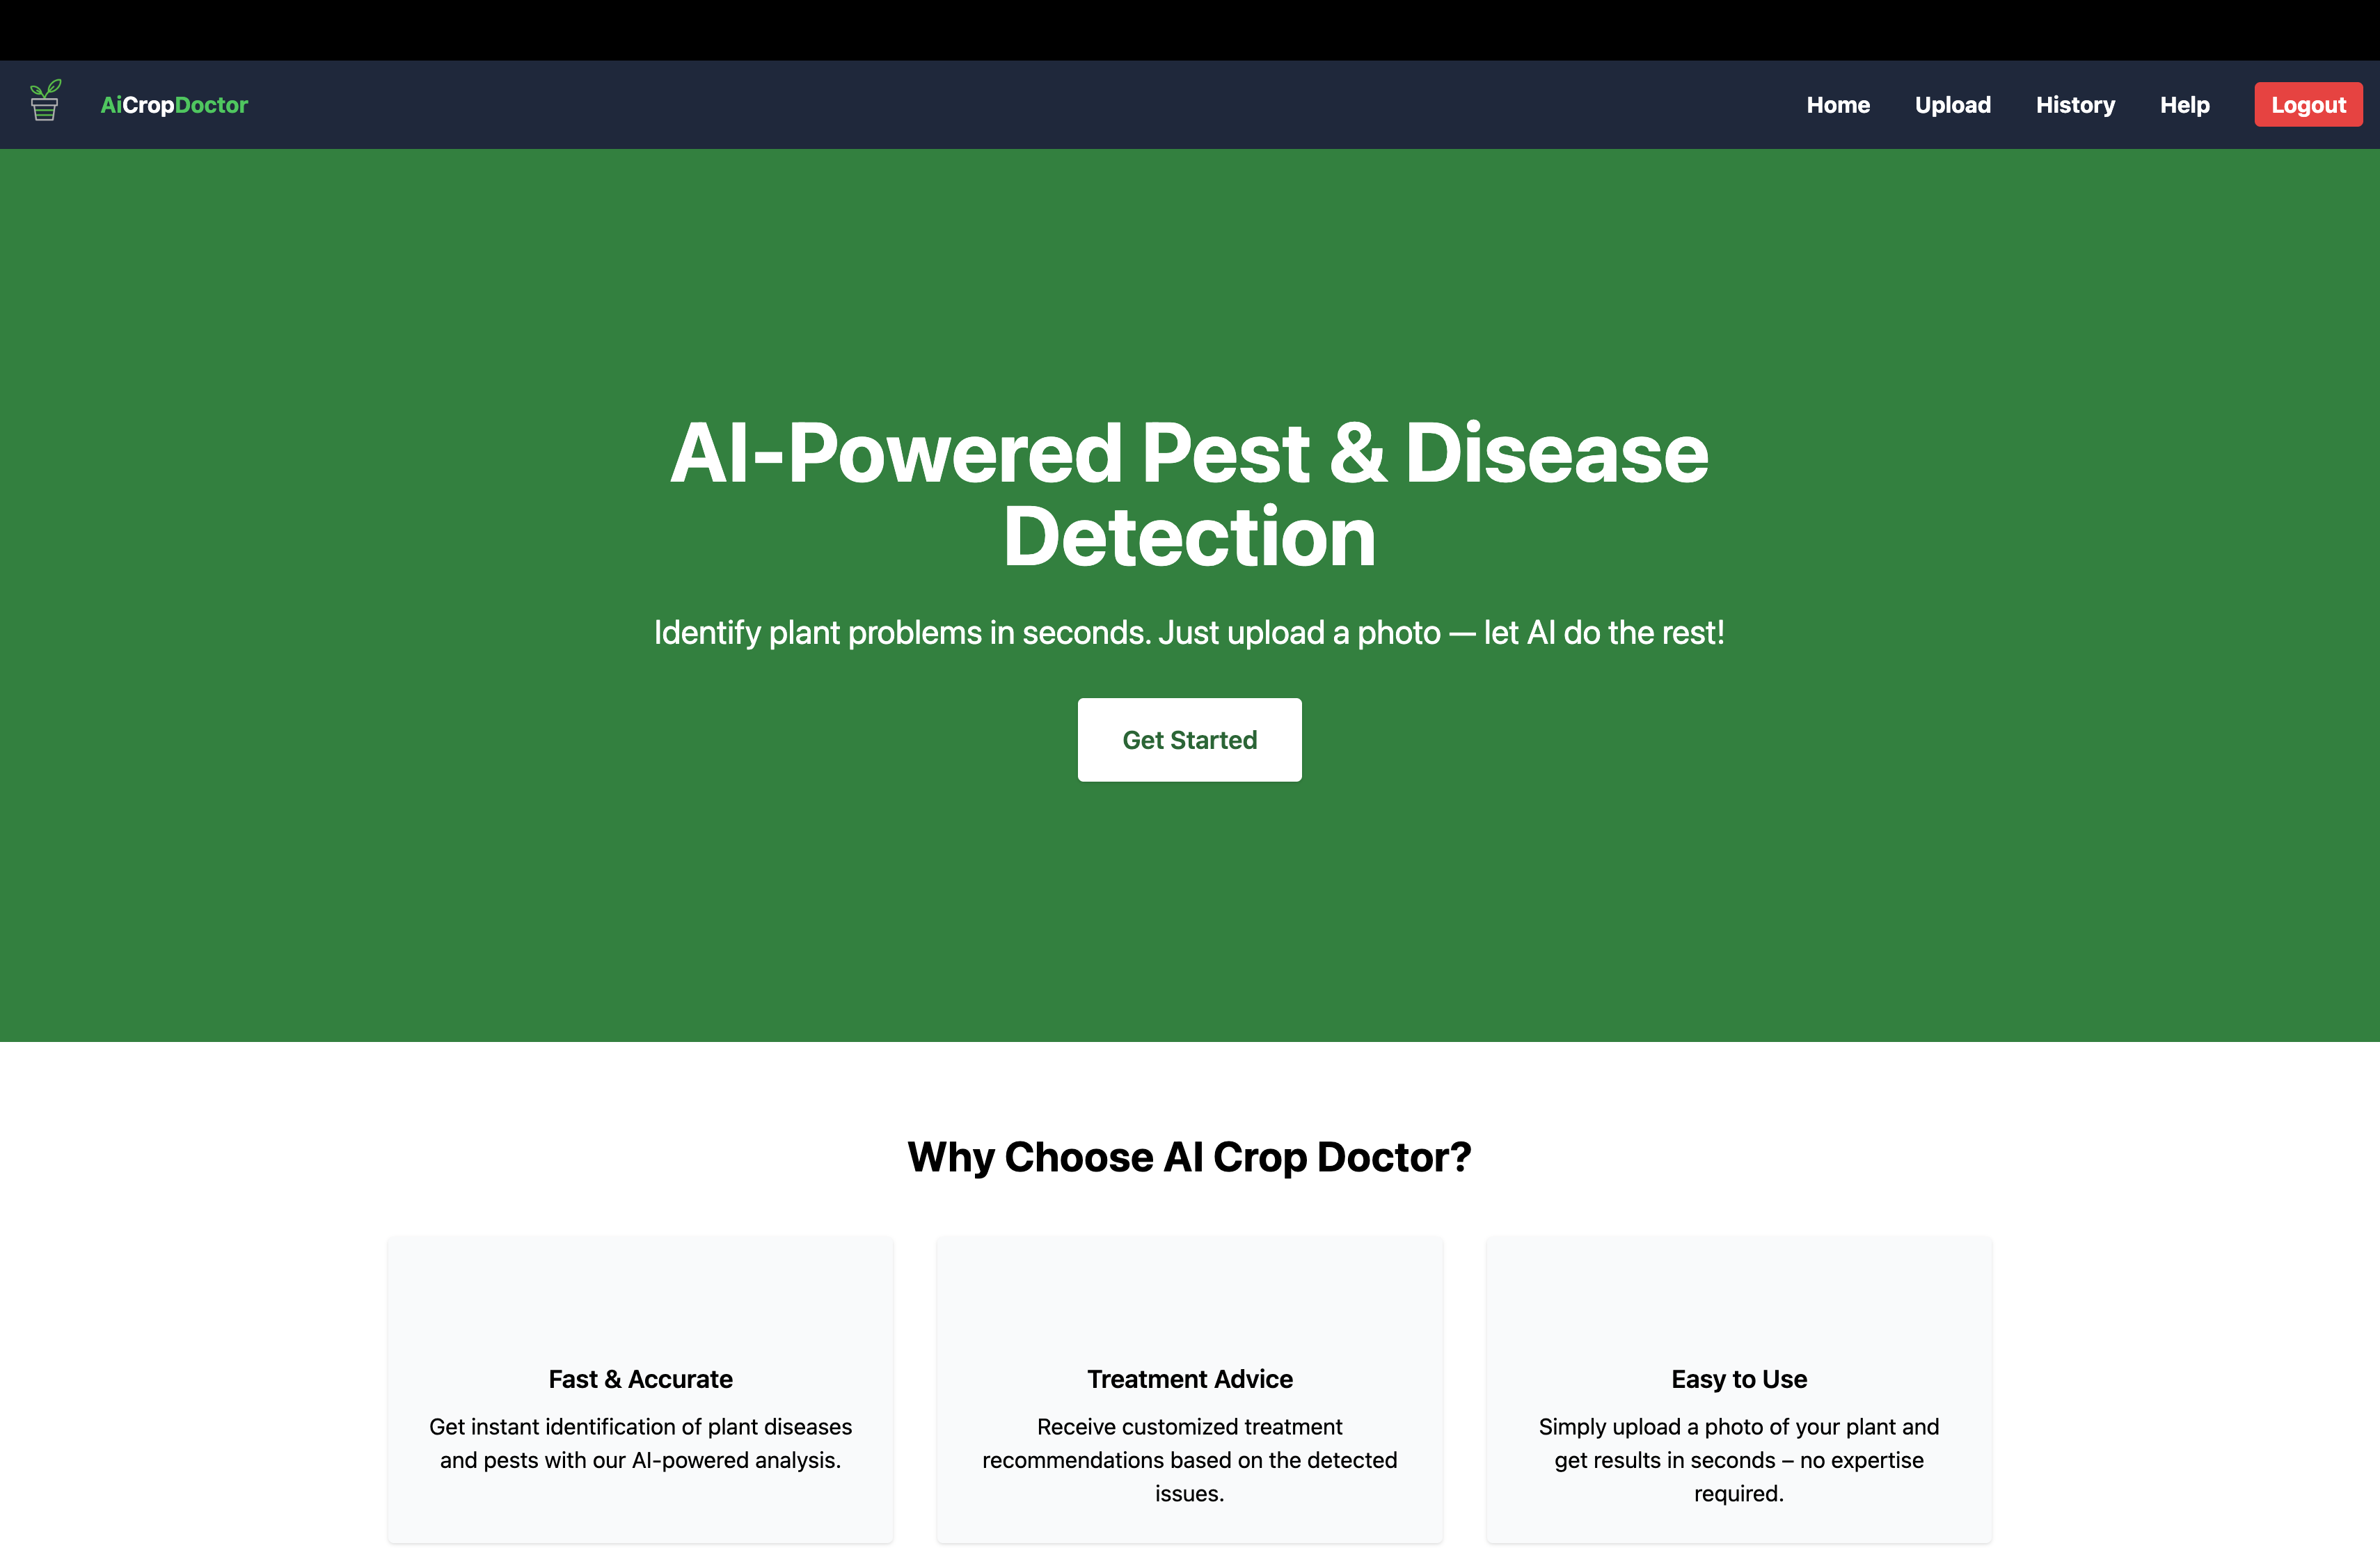 AiCropDoctor
Home Upload History Help Logout
AI-Powered Pest & Disease
Detection
Identify plant problems in seconds. Just upload a photo — let AI do the rest!
Get Started
Why Choose AI Crop Doctor?
Fast & Accurate
Get instant identification of plant diseases
and pests with our AI-powered analysis.
Treatment Advice
Receive customized treatment
recommendations based on the detected
issues.
Easy to Use
Simply upload a photo of your plant and
get results in seconds – no expertise
required.